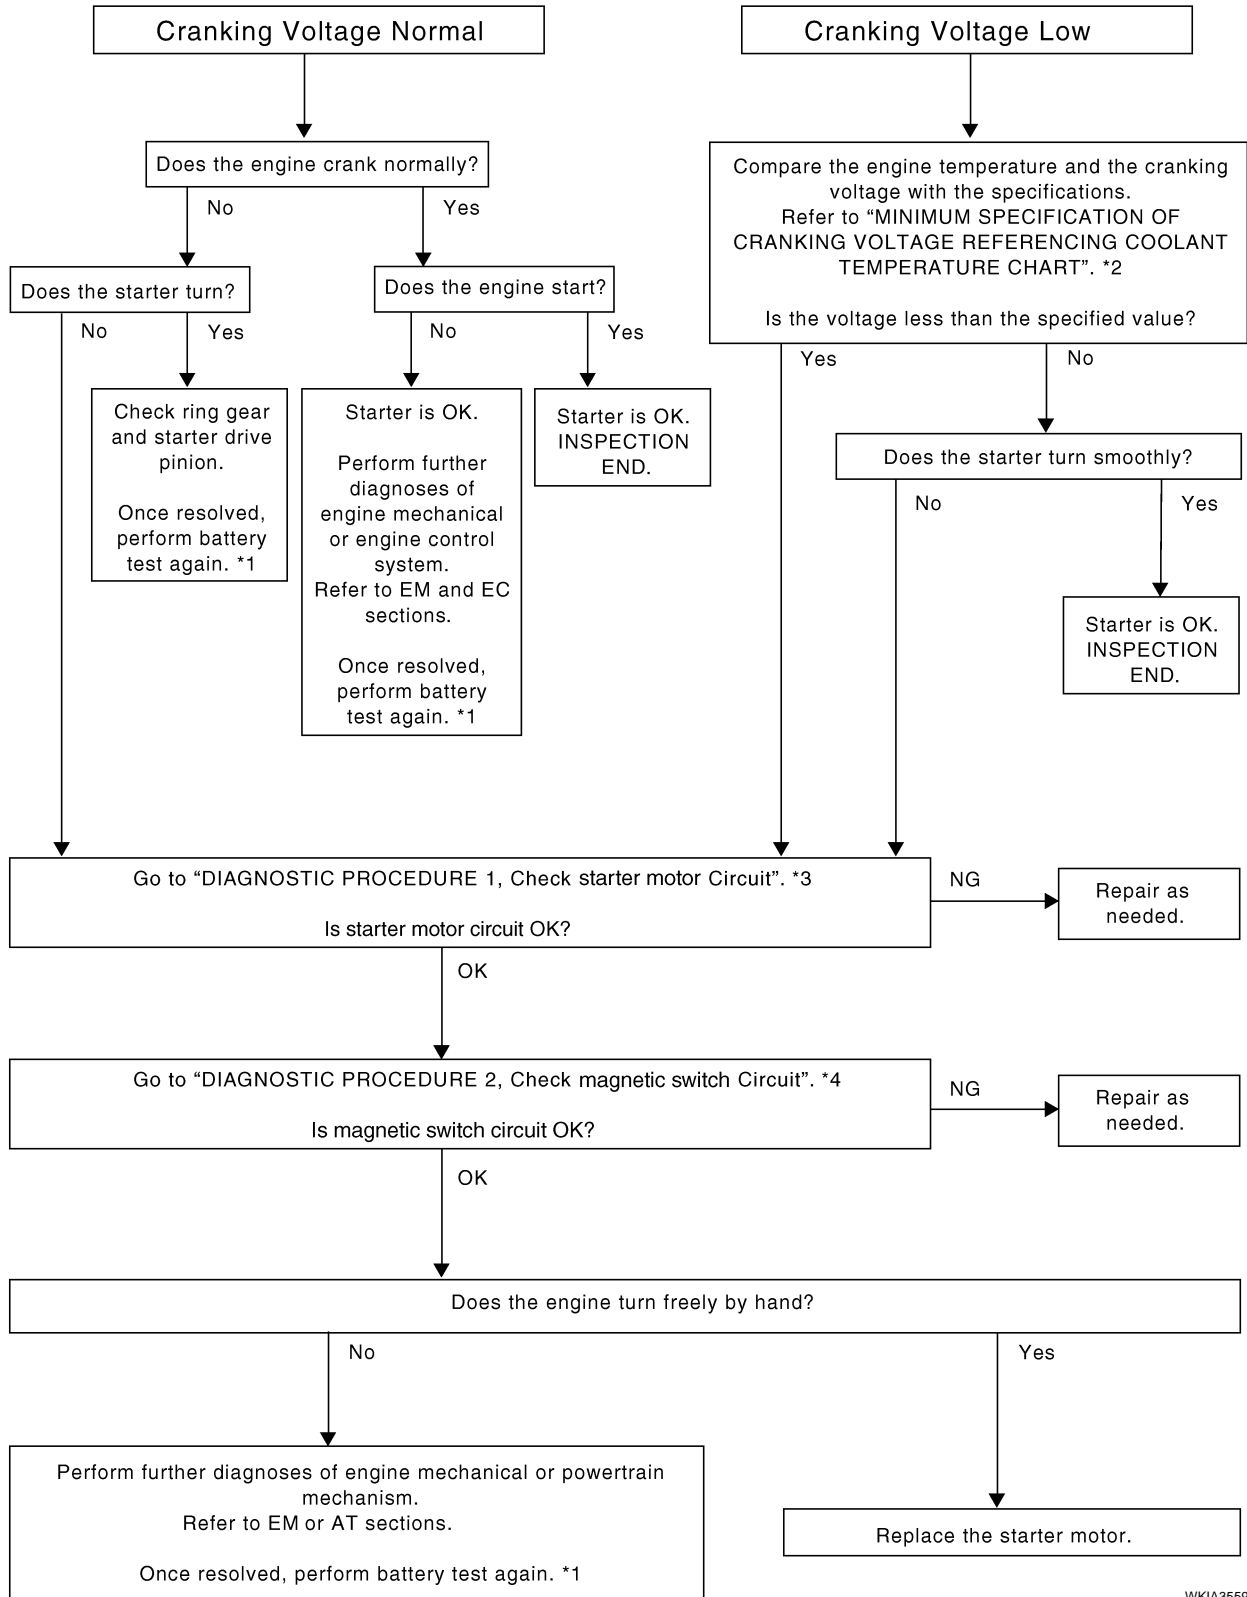 Cranking Voltage Normal
Cranking Voltage Low
Does the engine crank normally?
No
Yes
Does the starter turn?
No
Yes
Does the engine start?
No
Yes
Check ring gear
and starter drive
pinion.
Once resolved,
perform battery
test again. *1
Starter is OK.
Perform further
diagnoses of
engine mechanical
or engine control
system.
Refer to EM and EC
sections.
Once resolved,
perform battery
test again. *1
Starter is OK.
INSPECTION
END.
Compare the engine temperature and the cranking
voltage with the specifications.
Refer to “MINIMUM SPECIFICATION OF
CRANKING VOLTAGE REFERENCING COOLANT
TEMPERATURE CHART”. *2
Is the voltage less than the specified value?
Yes
No
Does the starter turn smoothly?
No
Yes
Starter is OK.
INSPECTION
END.
Go to “DIAGNOSTIC PROCEDURE 1, Check starter motor Circuit”. *3
Is starter motor circuit OK?
NG
Repair as
needed.
OK
Go to “DIAGNOSTIC PROCEDURE 2, Check magnetic switch Circuit”. *4
Is magnetic switch circuit OK?
NG
Repair as
needed.
OK
Does the engine turn freely by hand?
No
Yes
Perform further diagnoses of engine mechanical or powertrain
mechanism.
Refer to EM or AT sections.
Once resolved, perform battery test again. *1
Replace the starter motor.